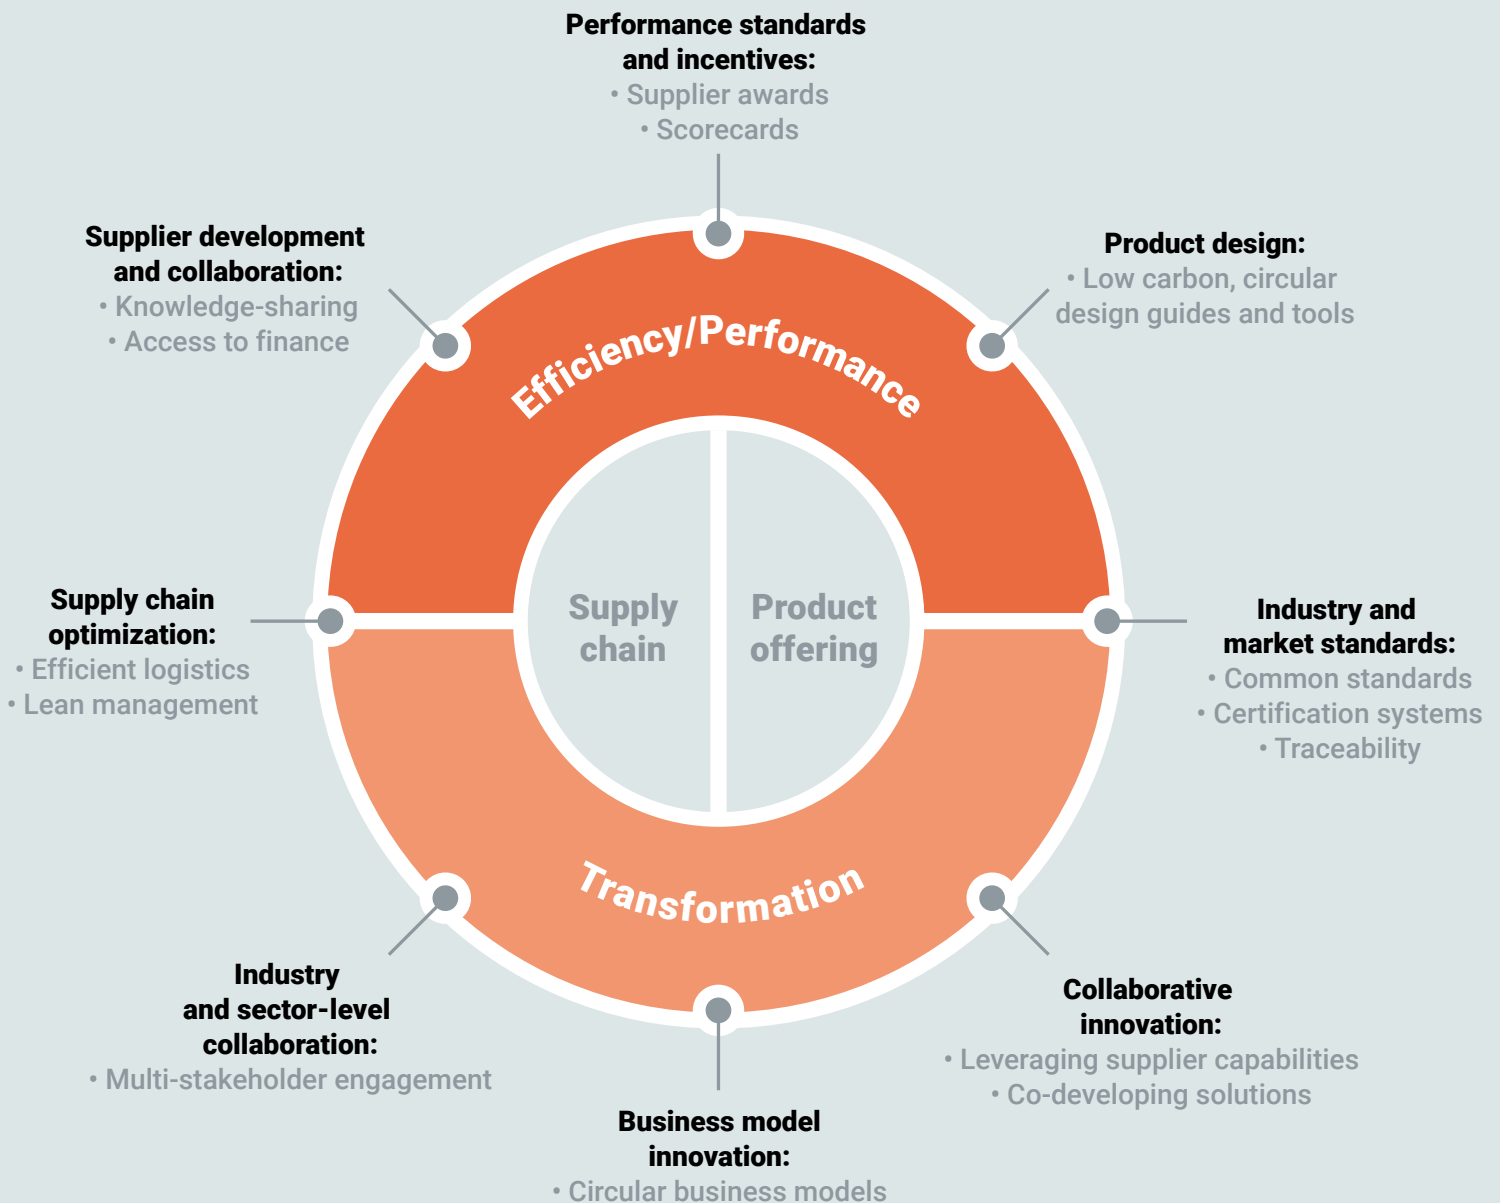 Performance standards
and incentives:
• Supplier awards
• Scorecards
Supplier development
and collaboration:
• Knowledge-sharing
• Access to finance
Product design:
• Low carbon, circular
design guides and tools
Efficiency/Performance
Supply chain
optimization:
• Efficient logistics
• Lean management
Supply
chain
Product
offering
Industry and
market standards:
• Common standards
• Certification systems
• Traceability
Transformation
Industry
and sector-level
collaboration:
• Multi-stakeholder engagement
Collaborative
innovation:
• Leveraging supplier capabilities
• Co-developing solutions
Business model
innovation:
• Circular business models